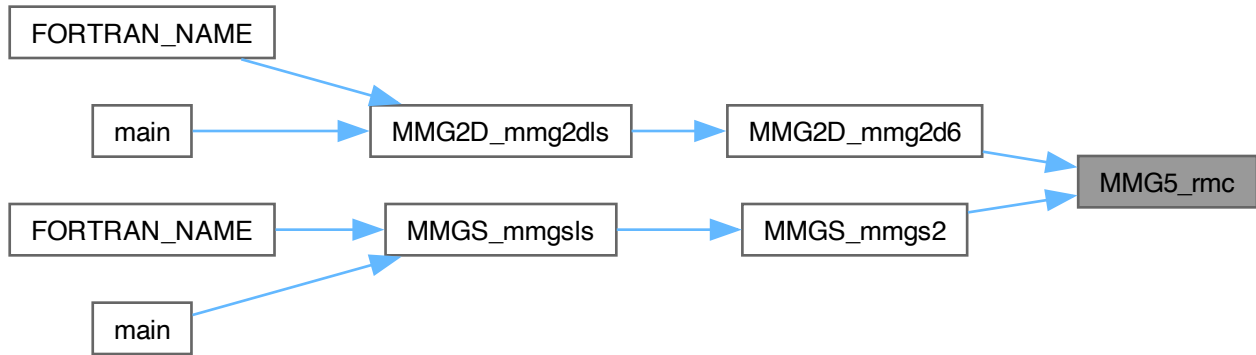 FORTRAN_NAME
main
MMG2D_mmg2dls
MMG2D_mmg2d6
MMG5_rmc
FORTRAN_NAME
MMGS_mmgsls
MMGS_mmgs2
main